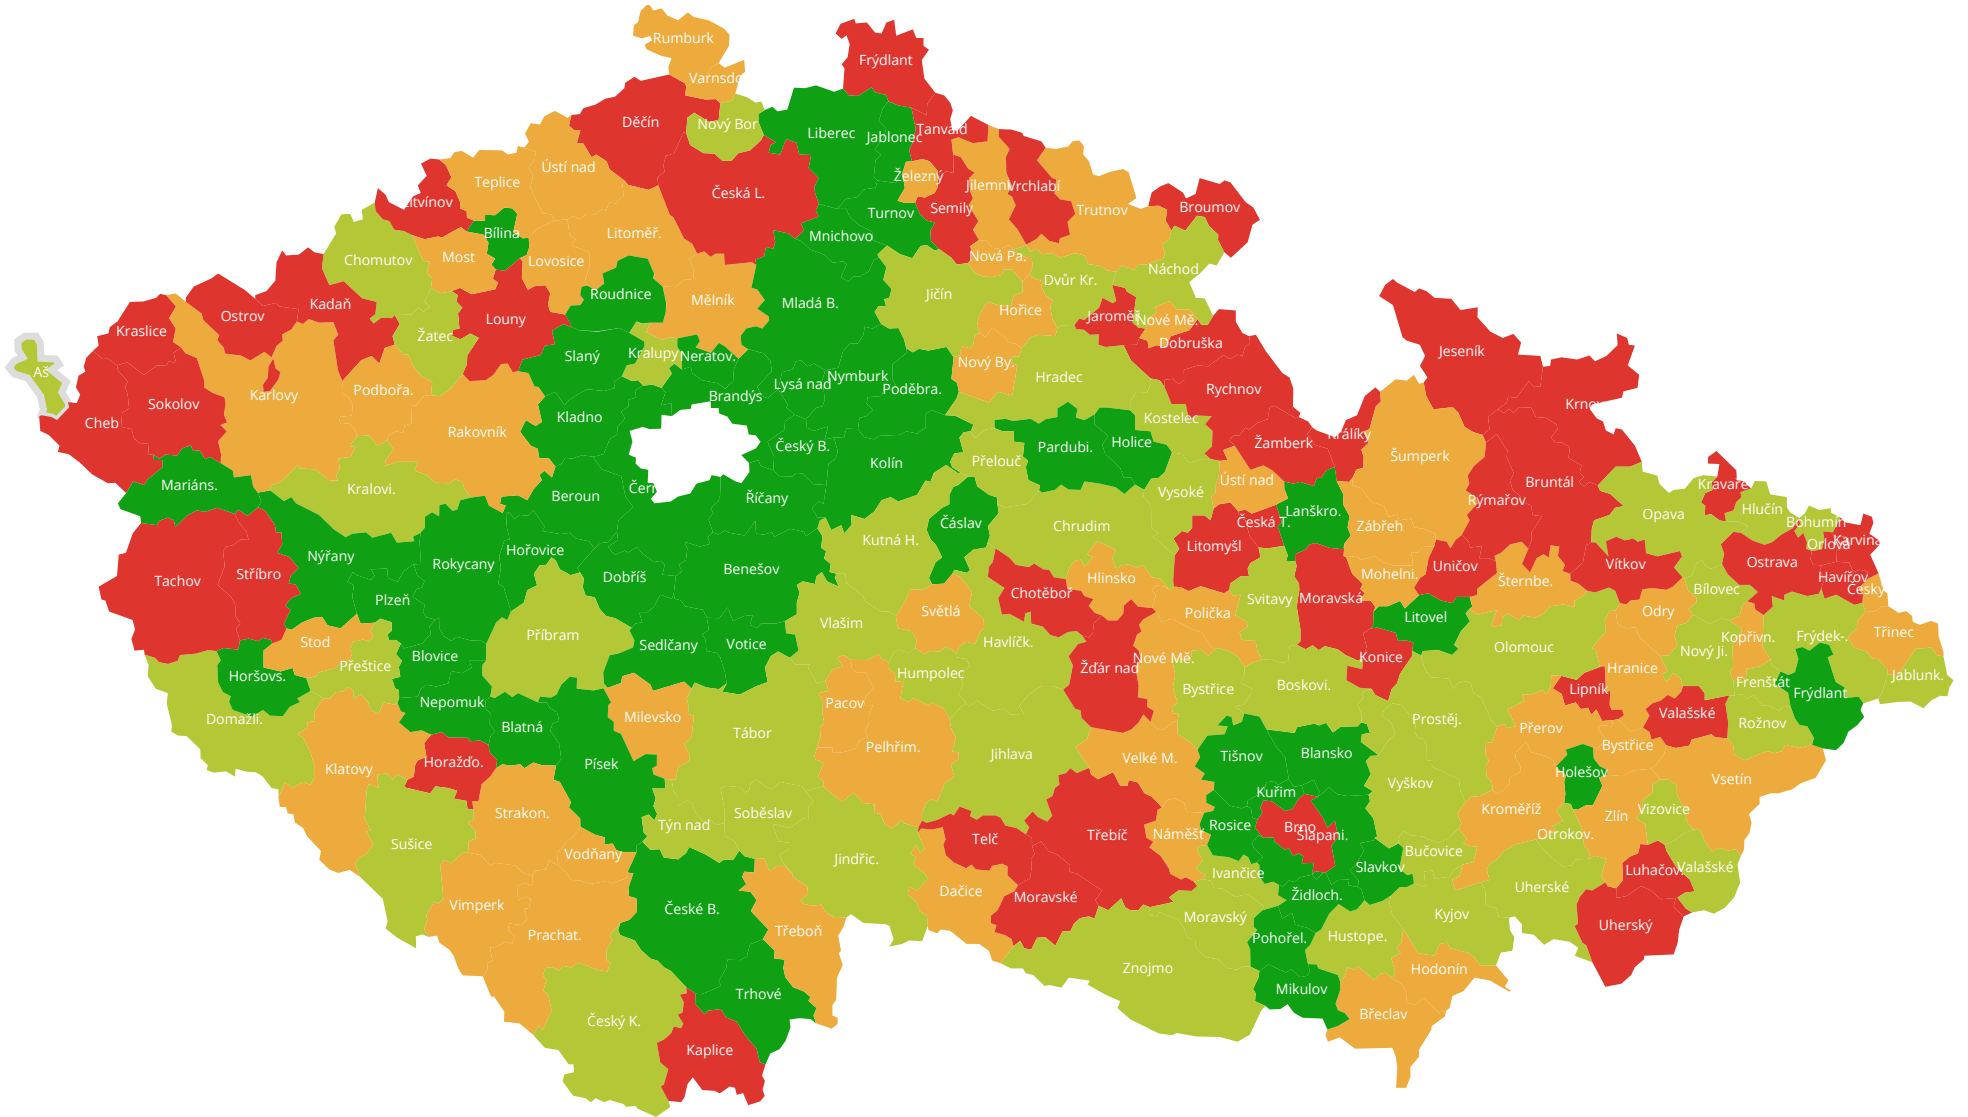 Rumburk
Frýdlant
Varnsdo
Děčín
Nový Bor
Liberec
Jablonec
Tanvald
Ústí nad
Teplice
Česká L.
Železný
Jilemni
Vrchlabí
Semily
Trutnov
Broumov
Turnov
Litvínov
Bílina
Litoměř.
Mnichovo
Most
Lovosice
Chomutov
Nová Pa.
Náchod
Dvůr Kr.
Roudnice
Mělník
Mladá B.
Jičín
Hořice
Kadaň
Ostrov
Louny
Jaroměř
Nové Mě.
Kraslice
Žatec
Dobruška
Slaný
Kralupy
Neratov.
Nový By.
Jeseník
Aš
Hradec
Nymburk
Lysá nad
Poděbra.
Rychnov
Podbořa.
Karlovy
Brandýs
Sokolov
Krnov
Cheb
Kladno
Kostelec
Rakovník
Český B.
Pardubi.
Holice
Žamberk
Králíky
Šumperk
Kolín
Přelouč
Mariáns.
Kralovi.
Beroun
Čern
Říčany
Vysoké
Ústí nad
Bruntál
Rýmařov
Kravaře
Hlučín
Lanškro.
Opava
Čáslav
Chrudim
Česká T.
Zábřeh
Bohumín
Kutná H.
Litomyšl
Orlová
Karviná
Nýřany
Hořovice
Rokycany
Stříbro
Tachov
Dobříš
Benešov
Hlinsko
Mohelni.
Uničov
Šternbe.
Vítkov
Ostrava
Havířov
Český
Plzeň
Chotěboř
Svitavy
Moravská
Bílovec
Světlá
Polička
Litovel
Odry
Vlašim
Příbram
Stod
Sedlčany
Votice
Havlíčk.
Olomouc
Kopřivn.
Frýdek-.
Třinec
Blovice
Přeštice
Konice
Nový Ji.
Nové Mě.
Žďár nad
Hranice
Horšovs.
Humpolec
Jablunk.
Frenštát
Boskovi.
Bystřice
Lipník
Frýdlant
Nepomuk
Pacov
Milevsko
Domažli.
Prostěj.
Valašské
Rožnov
Blatná
Tábor
Přerov
Pelhřim.
Jihlava
Velké M.
Tišnov
Blansko
Bystřice
Horažďo.
Písek
Klatovy
Holešov
Vyškov
Vsetín
Kuřim
Strakon.
Soběslav
Týn nad
Kroměříž
Vizovice
Zlín
Rosice
Brno
Šlapani.
Třebíč
Náměšť
Telč
Otrokov.
Sušice
Vodňany
Jindřic.
Bučovice
Slavkov
Ivančice
Luhačov.
Valašské
Uherské
Dačice
Moravské
Židloch.
Vimperk
České B.
Kyjov
Moravský
Uherský
Třeboň
Prachat.
Pohořel.
Hustope.
Znojmo
Hodonín
Mikulov
Trhové
Břeclav
Český K.
Kaplice